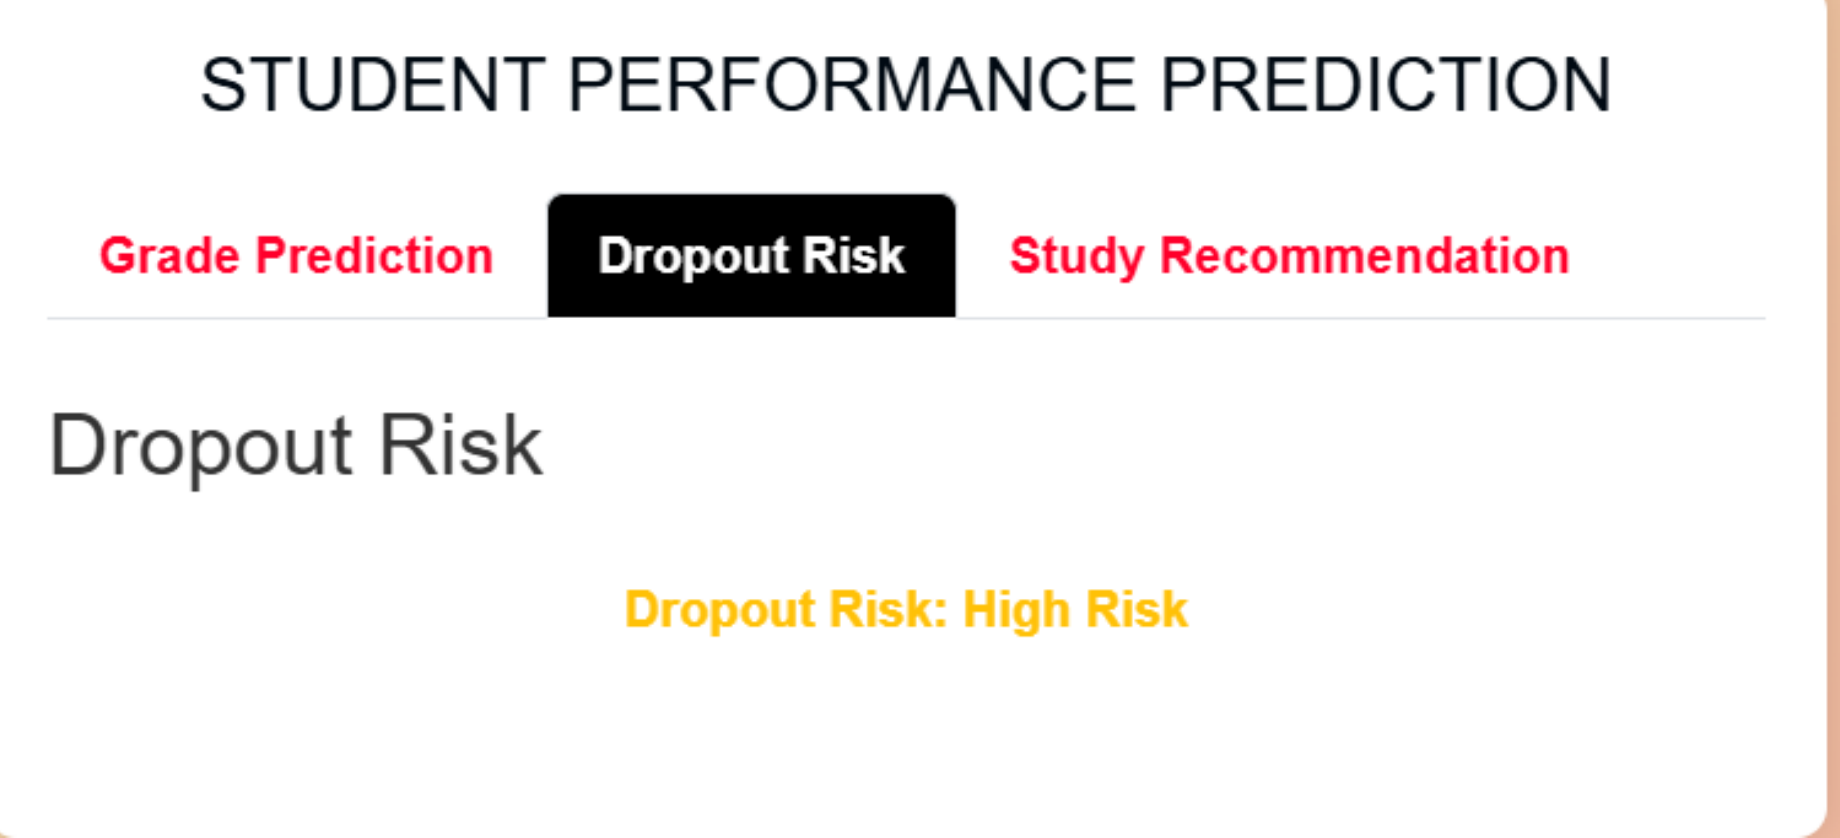 STUDENT PERFORMANCE PREDICTION
Grade Prediction Dropout Risk Study Recommendation
Dropout Risk
Dropout Risk: High Risk